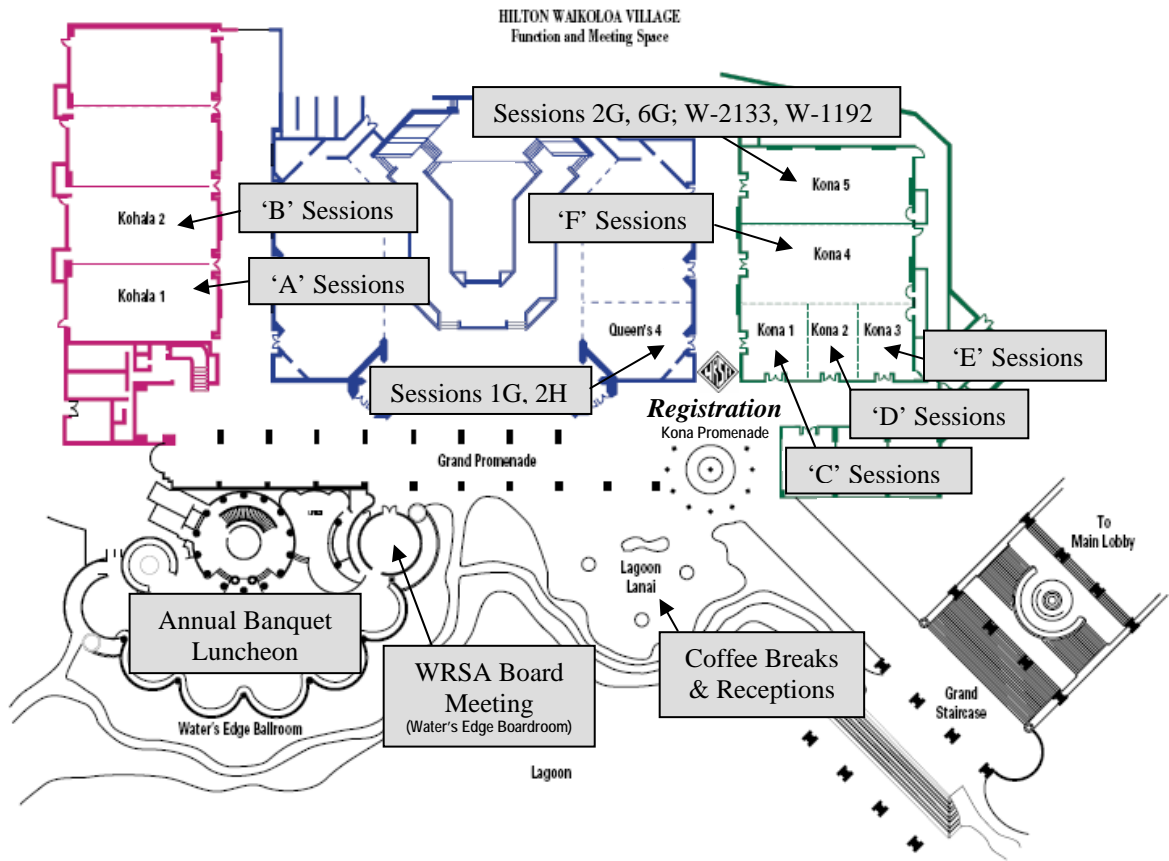 HILTON WAIKOLOA VILLAGE
Function and Meeting Space
Sessions 2G, 6G; W-2133, W-1192
Kona 5
Kohala 2
‘B’ Sessions
‘F’ Sessions
Kona 4
Kohala 1
‘A’ Sessions
Queen's 4
Kona 1
Kona 2
Kona 3
‘E’ Sessions
WRSA
Sessions 1G, 2H
Registration
Kona Promenade
‘D’ Sessions
‘C’ Sessions
Grand Promenade
To
Main Lobby
Lagoon
Lanai
Annual Banquet
Luncheon
WRSA Board
Meeting
(Water's Edge Boardroom)
Coffee Breaks
& Receptions
Grand
Staircase
Water's Edge Ballroom
Lagoon